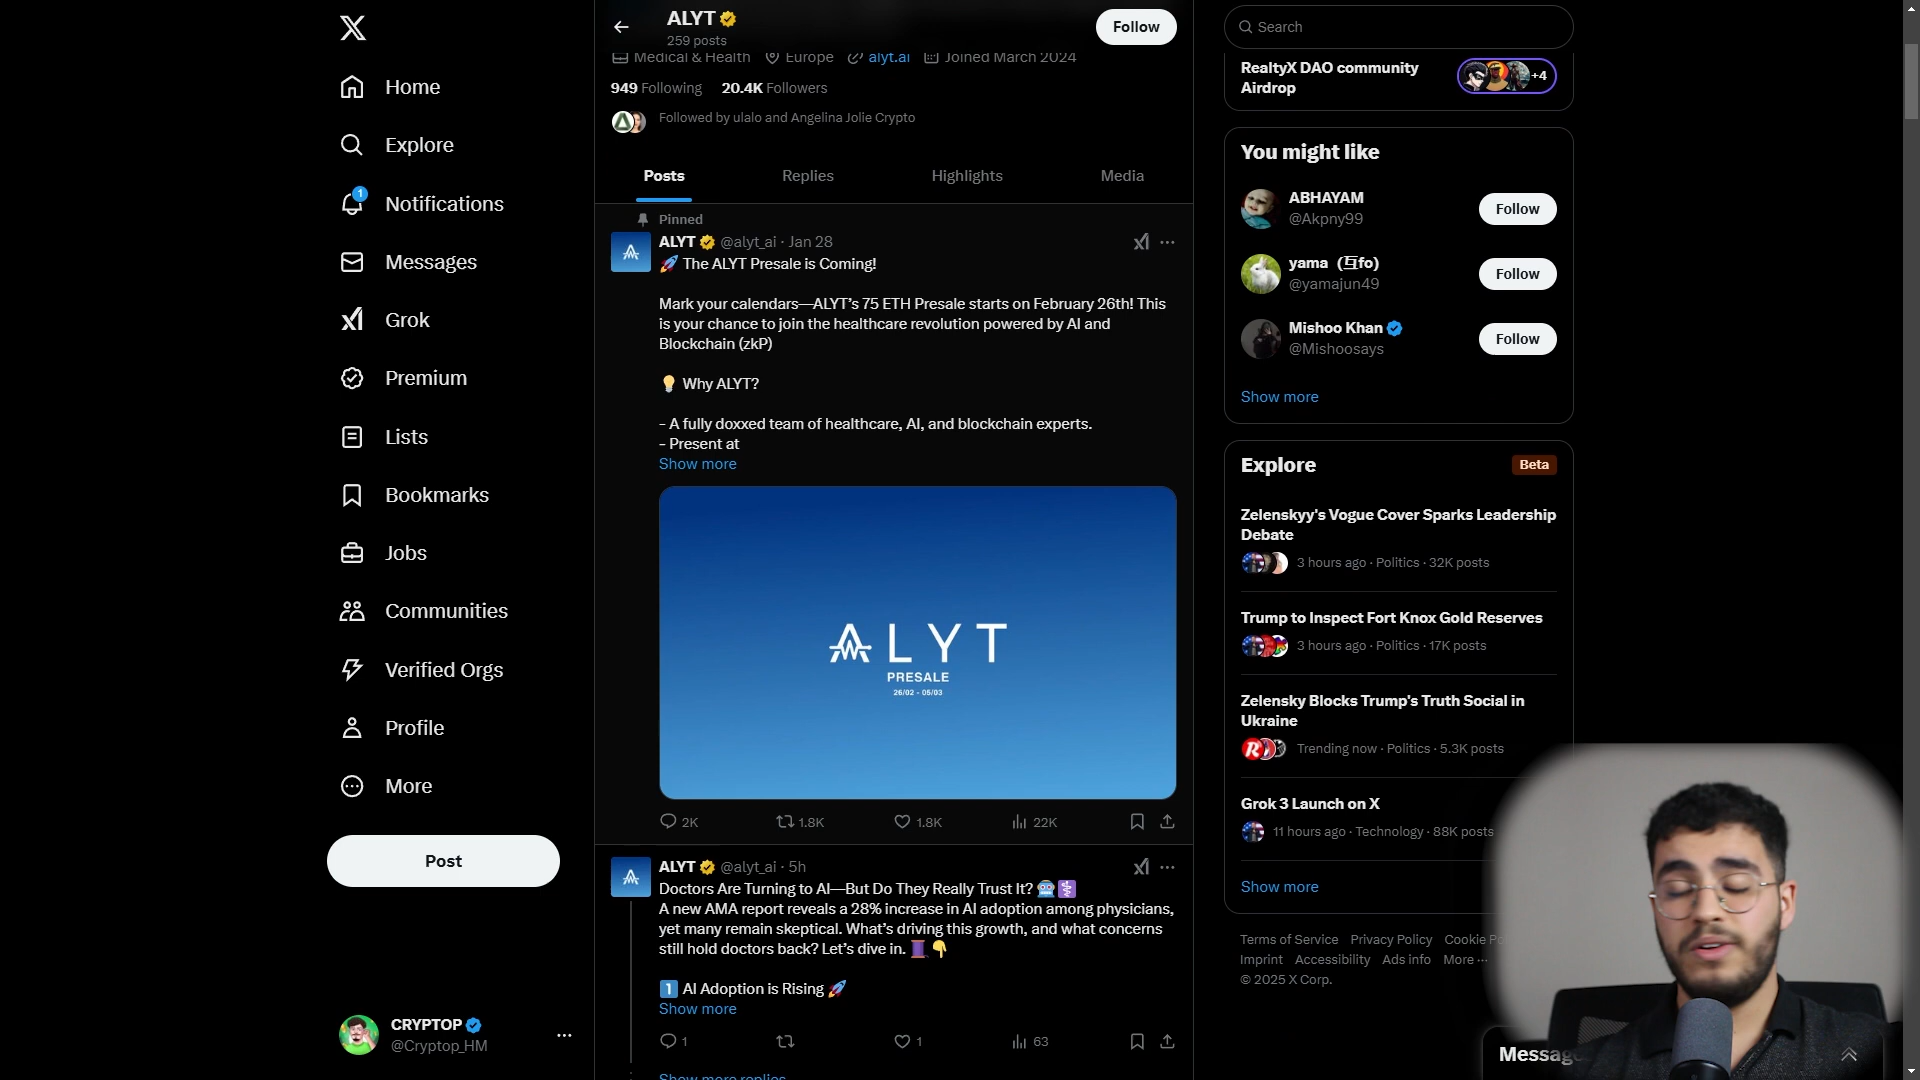 Home
Explore
1
Notifications
Messages
Grok
Premium
Lists
Bookmarks
Jobs
Communities
Verified Orgs
Profile
More
Post
CRYPTOP
@Cryptop_HM
ALYT
259 posts
Follow
Medical & Health Europe alyt.ai Joined March 2024
949 Following 20.4K Followers
Followed by ulalo and Angelina Jolie Crypto
Posts Replies Highlights Media
Pinned
ALYT @alyt_ai · Jan 28
🚀 The ALYT Presale is Coming!
Mark your calendars—ALYT’s 75 ETH Presale starts on February 26th! This
is your chance to join the healthcare revolution powered by AI and
Blockchain (zkP)
💡 Why ALYT?
- A fully doxxed team of healthcare, AI, and blockchain experts.
- Present at
Show more
ALYT
PRESALE
26/02 - 05/03
2K 1.8K 1.8K 22K
ALYT @alyt_ai · 5h
Doctors Are Turning to AI—But Do They Really Trust It? 🤖⚕️
A new AMA report reveals a 28% increase in AI adoption among physicians,
yet many remain skeptical. What’s driving this growth, and what concerns
still hold doctors back? Let’s dive in. 🧵👇
1️⃣ AI Adoption is Rising 🚀
Show more
1 1 63
Show more replies
Search
RealtyX DAO community
Airdrop
+4
You might like
ABHAYAM
@Akpny99
Follow
yama（互fo)
@yamajun49
Follow
Mishoo Khan
@Mishoosays
Follow
Show more
Explore
Beta
Zelenskyy's Vogue Cover Sparks Leadership
Debate
3 hours ago · Politics · 32K posts
Trump to Inspect Fort Knox Gold Reserves
3 hours ago · Politics · 17K posts
Zelensky Blocks Trump's Truth Social in
Ukraine
Trending now · Politics · 5.3K posts
Grok 3 Launch on X
11 hours ago · Technology · 88K posts
Show more
Terms of Service Privacy Policy Cookie
Imprint Accessibility Ads info More ···
© 2025 X Corp.